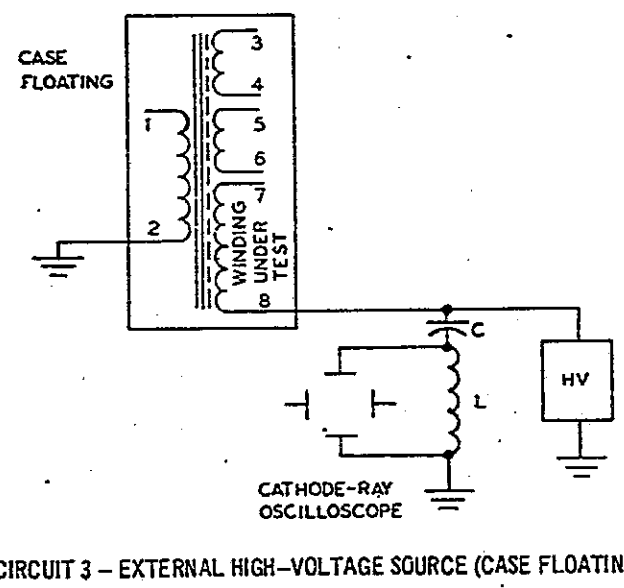 CASE
FLOATING
1
2
3
4
5
6
7
8
WINDING
UNDER
TEST
C
L
HV
CATHODE-RAY
OSCILLOSCOPE
CIRCUIT 3 – EXTERNAL HIGH–VOLTAGE SOURCE (CASE FLOATIN